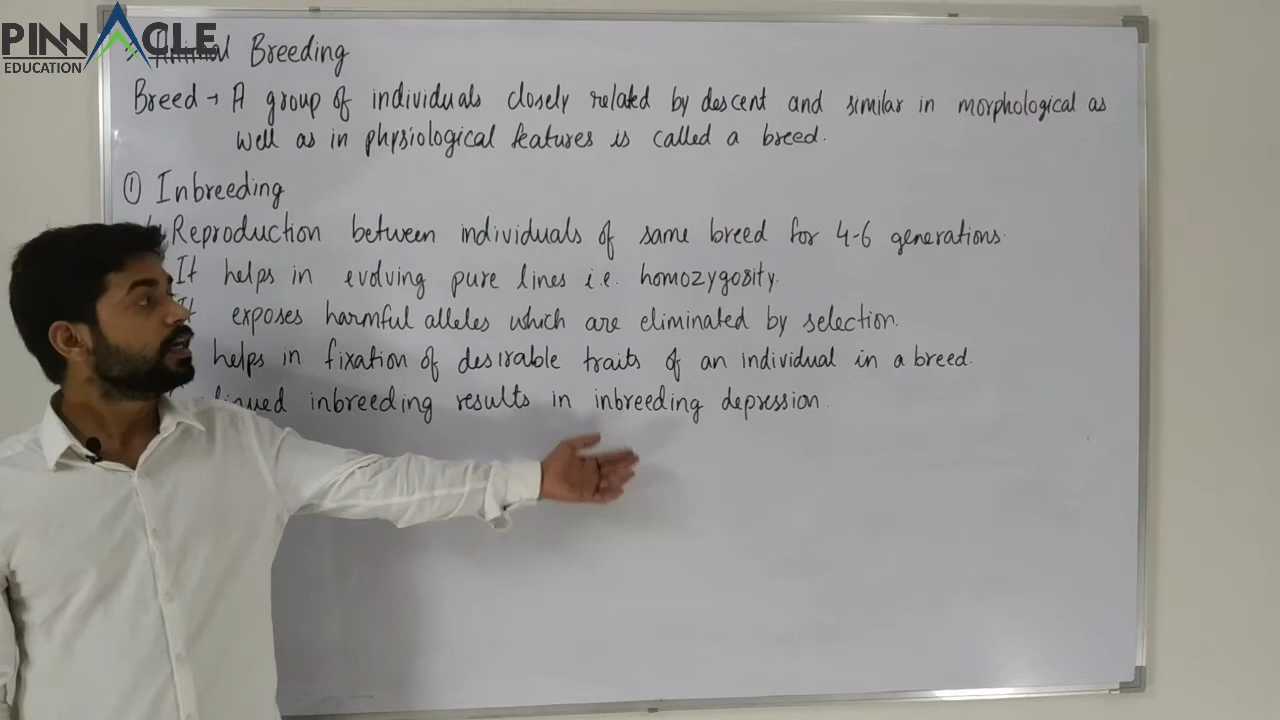 PINNACLE
EDUCATION
Animal Breeding
Breed → A group of individuals closely related by descent and similar in morphological as
well as in physiological features is called a breed.
① Inbreeding
Reproduction between individuals of same breed for 4-6 generations.
It helps in evolving pure lines i.e. homozygosity.
It exposes harmful alleles which are eliminated by selection.
helps in fixation of desirable traits of an individual in a breed.
inbreeding results in inbreeding depression.